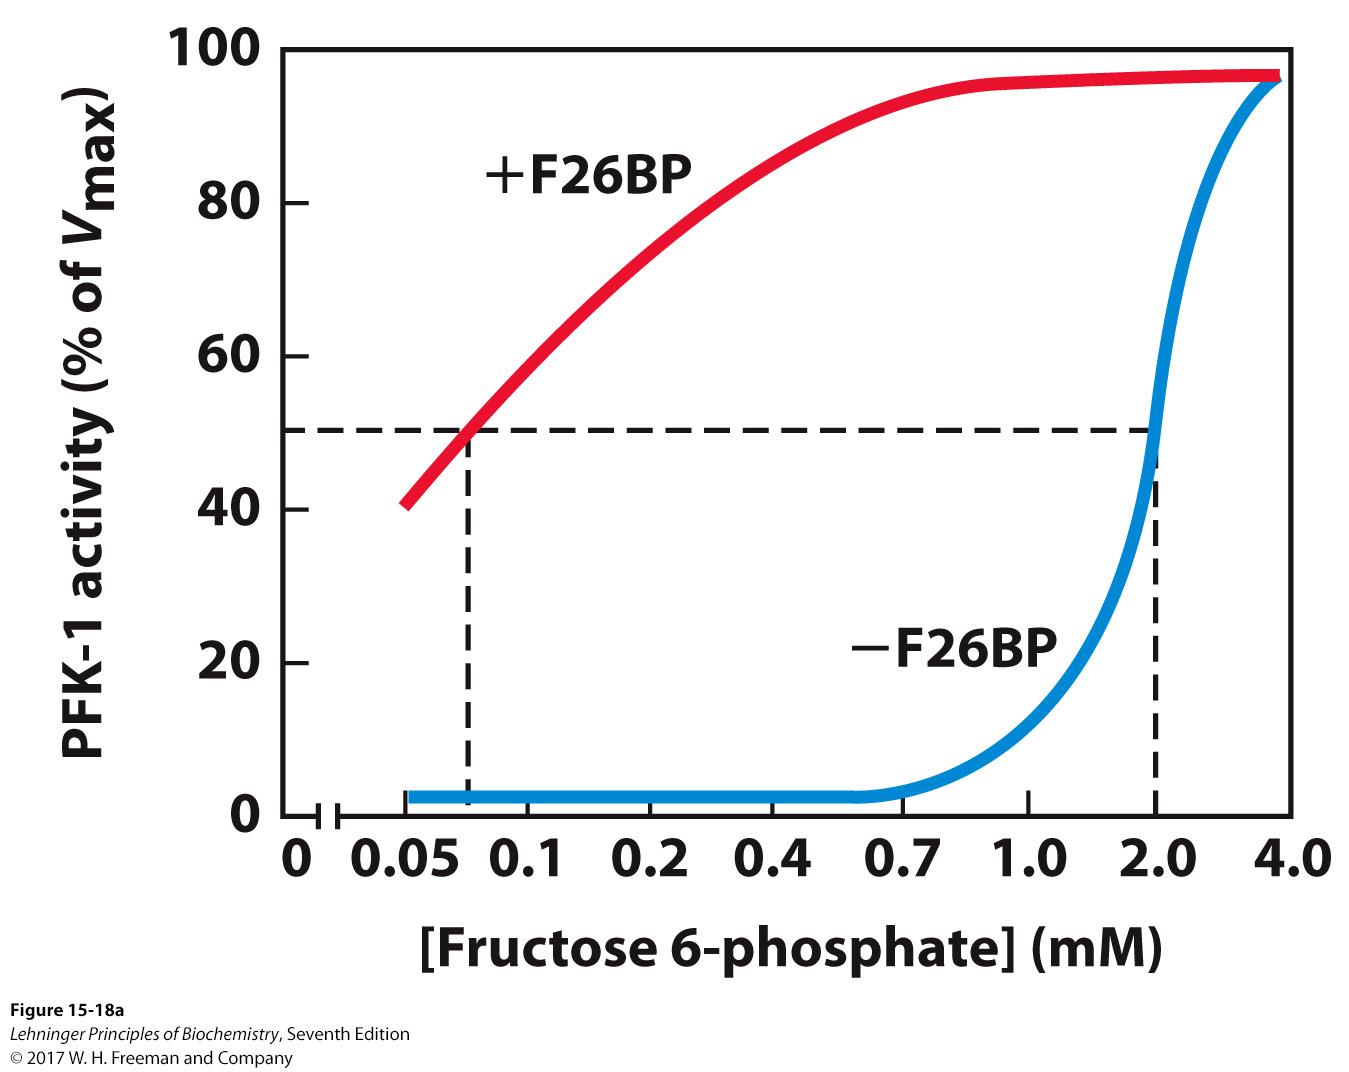 100
80
60
40
20
0
PFK-1 activity (% of Vmax)
+F26BP
−F26BP
0 0.05 0.1 0.2 0.4 0.7 1.0 2.0 4.0
[Fructose 6-phosphate] (mM)
Figure 15-18a
Lehninger Principles of Biochemistry, Seventh Edition
© 2017 W. H. Freeman and Company